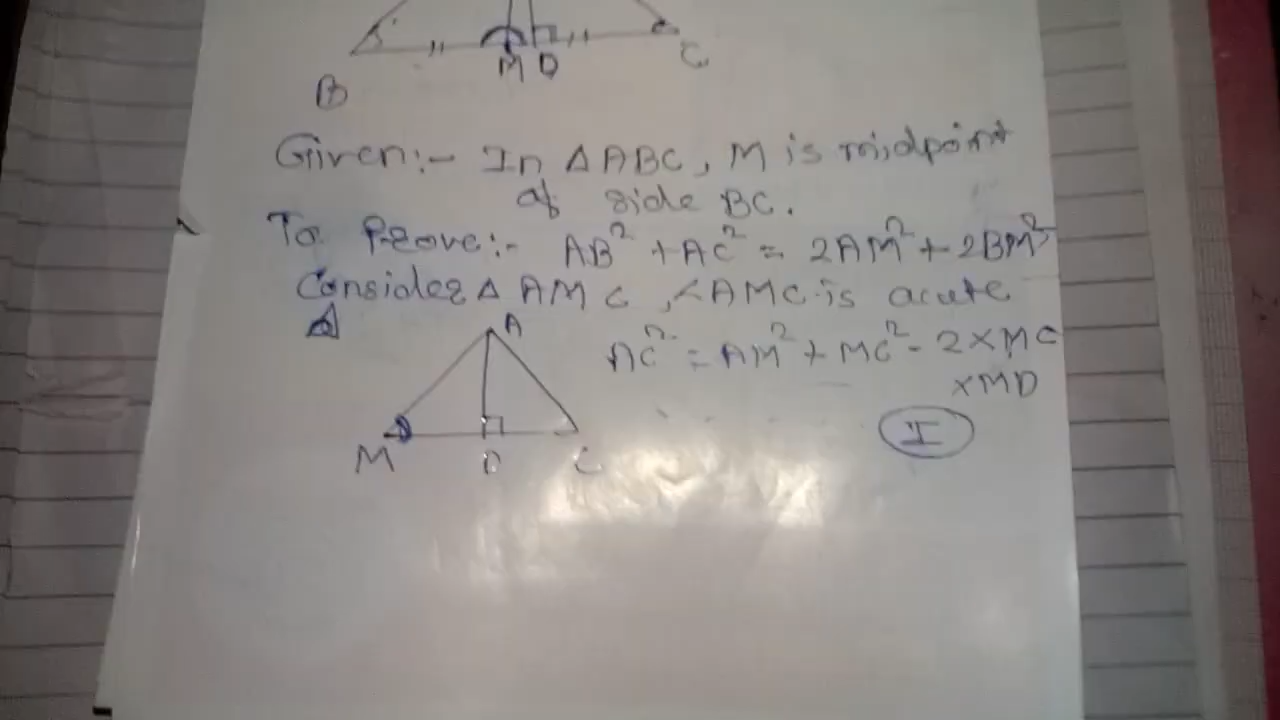 B M D C
Given:- In △ABC, M is midpoint
of side BC.
To Prove:- AB² + AC² = 2AM² + 2BM²
Consider △AMC, ∠AMC is acute
A
AC² = AM² + MC² - 2×MC
×MD
I
M D C